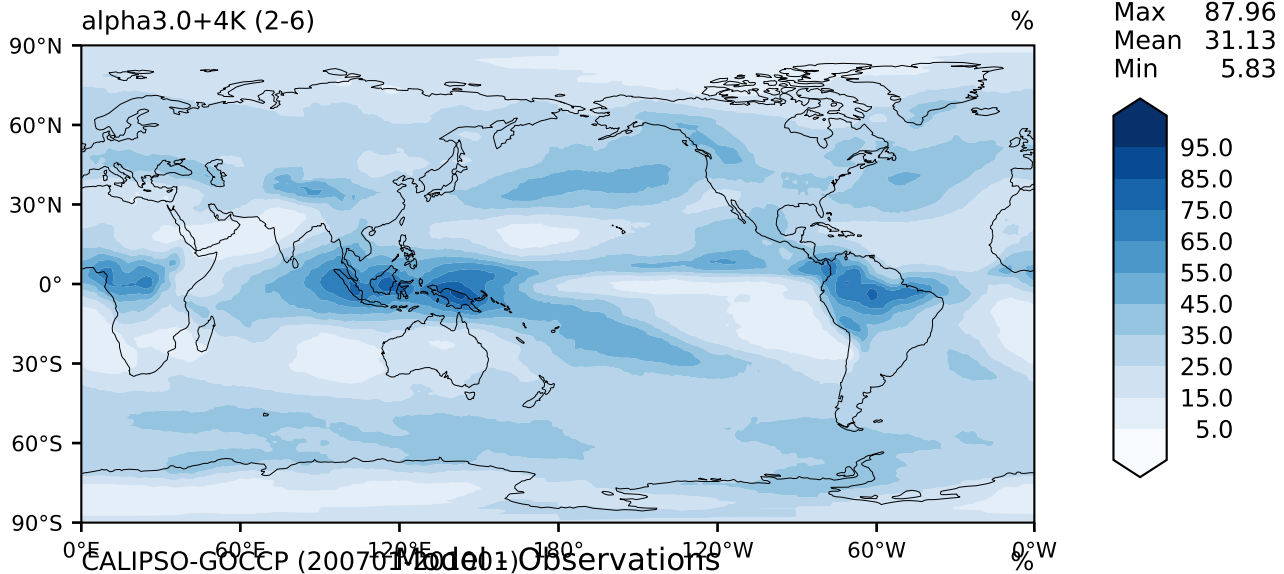 alpha3.0+4K (2-6) %
Max 87.96
Mean 31.13
Min 5.83
90°N
60°N
30°N
0°
30°S
60°S
90°S
95.0
85.0
75.0
65.0
55.0
45.0
35.0
25.0
15.0
5.0
0°E 60°E 120°E 180° 120°W 60°W 0°W
CALIPSO-GOCCP Model - Observations %